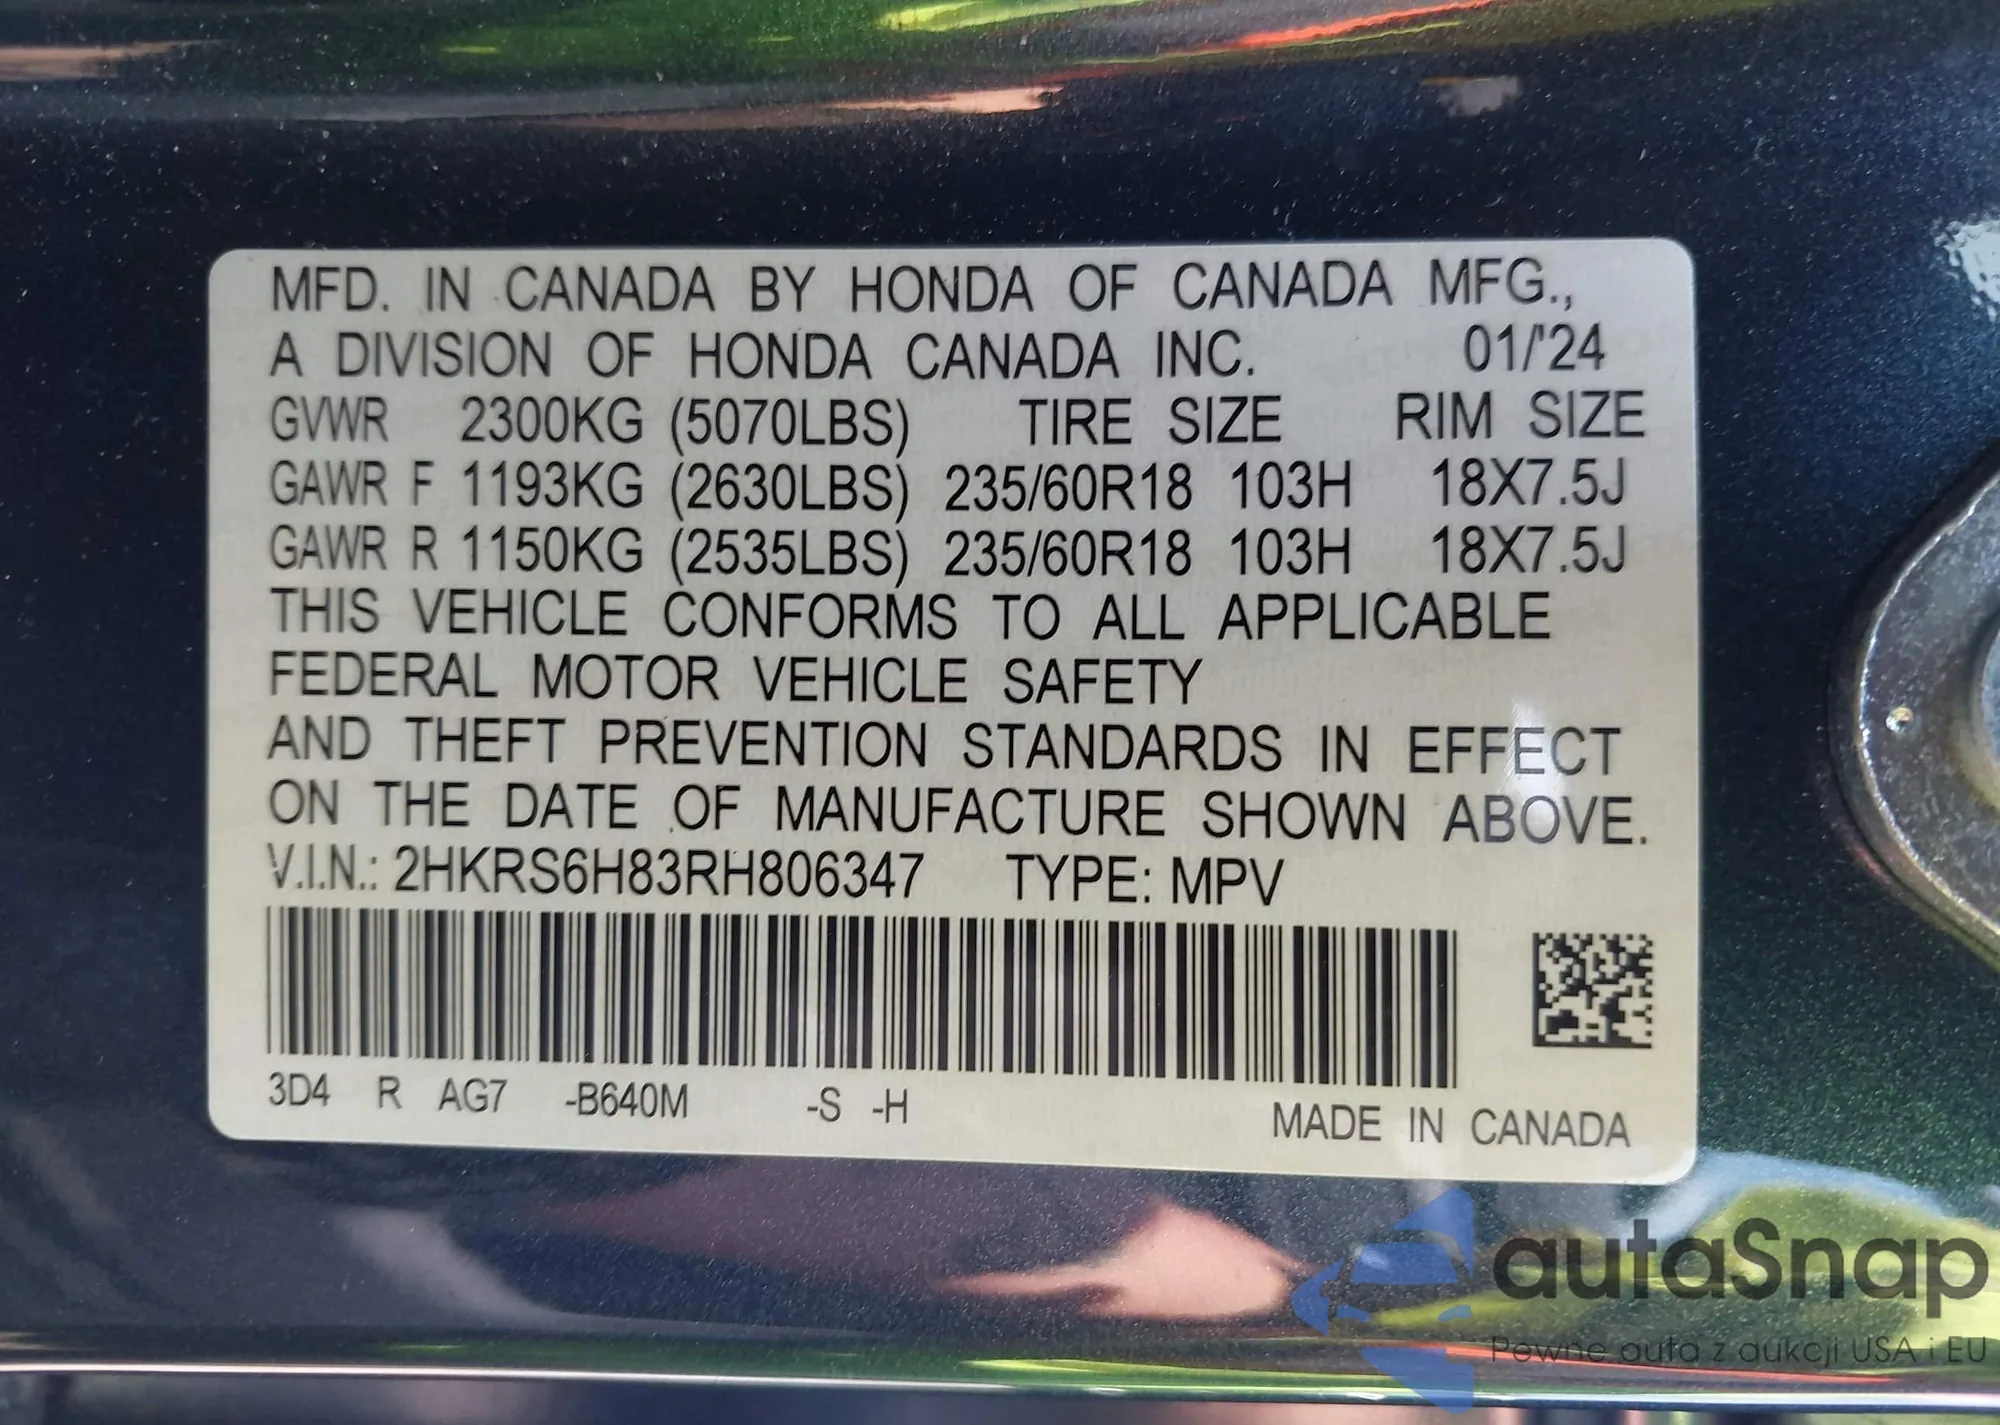 MFD. IN CANADA BY HONDA OF CANADA MFG.,
A DIVISION OF HONDA CANADA INC. 01/'24
GVWR 2300KG (5070LBS) TIRE SIZE RIM SIZE
GAWR F 1193KG (2630LBS) 235/60R18 103H 18X7.5J
GAWR R 1150KG (2535LBS) 235/60R18 103H 18X7.5J
THIS VEHICLE CONFORMS TO ALL APPLICABLE
FEDERAL MOTOR VEHICLE SAFETY
AND THEFT PREVENTION STANDARDS IN EFFECT
ON THE DATE OF MANUFACTURE SHOWN ABOVE.
V.I.N.: 2HKRS6H83RH806347 TYPE: MPV
3D4 R AG7 -B640M -S -H MADE IN CANADA
autaSnap
Pewne auta z aukcji USA i EU